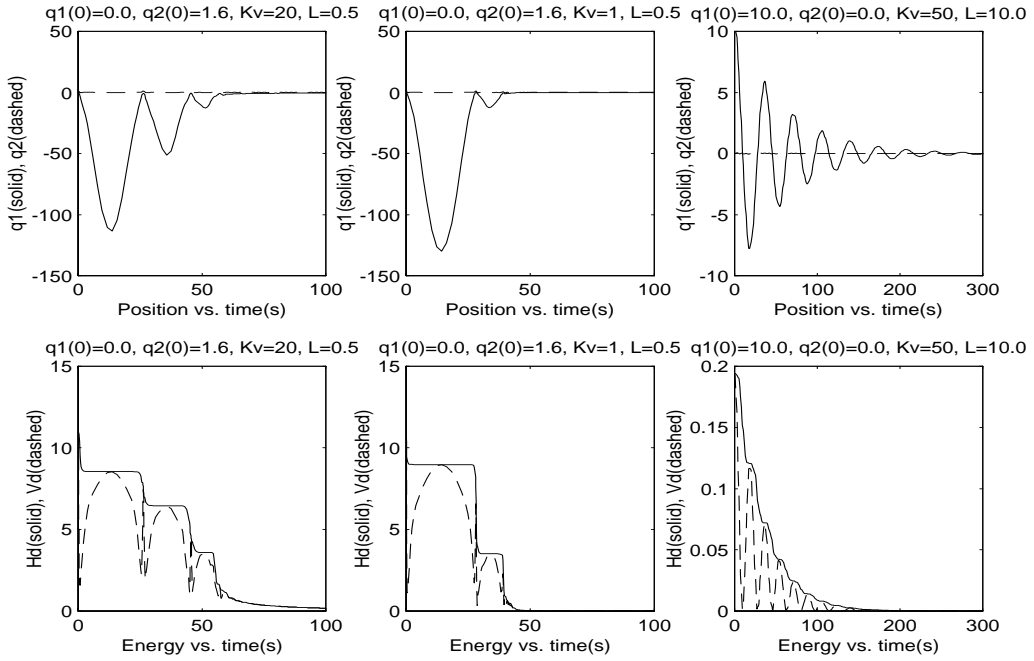 q1(0)=0.0, q2(0)=1.6, Kv=20, L=0.5
q1(solid), q2(dashed)
50
0
-50
-100
-150
0 50 100
Position vs. time(s)
q1(0)=0.0, q2(0)=1.6, Kv=1, L=0.5
q1(solid), q2(dashed)
50
0
-50
-100
-150
0 50 100
Position vs. time(s)
q1(0)=10.0, q2(0)=0.0, Kv=50, L=10.0
q1(solid), q2(dashed)
10
5
0
-5
-10
0 100 200 300
Position vs. time(s)
q1(0)=0.0, q2(0)=1.6, Kv=20, L=0.5
Hd(solid), Vd(dashed)
15
10
5
0
0 50 100
Energy vs. time(s)
q1(0)=0.0, q2(0)=1.6, Kv=1, L=0.5
Hd(solid), Vd(dashed)
15
10
5
0
0 50 100
Energy vs. time(s)
q1(0)=10.0, q2(0)=0.0, Kv=50, L=10.0
Hd(solid), Vd(dashed)
0.2
0.15
0.1
0.05
0
0 100 200 300
Energy vs. time(s)